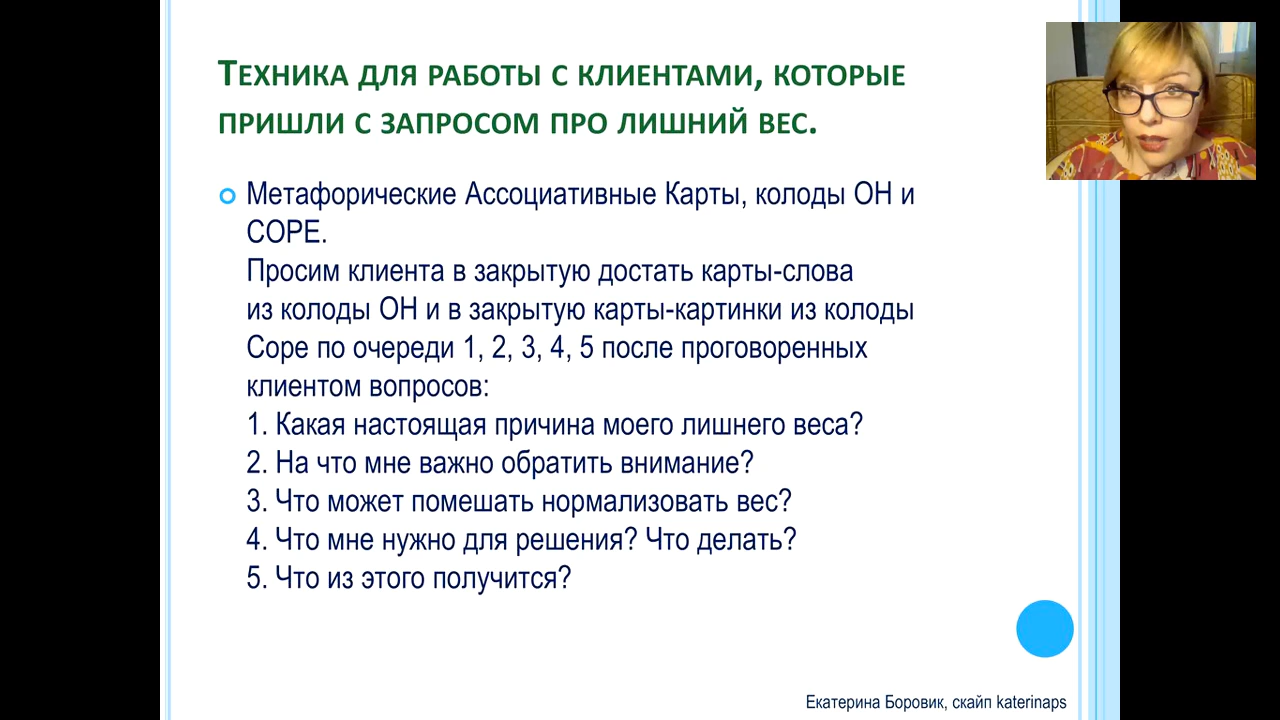 Техника для работы с клиентами, которые
пришли с запросом про лишний вес.
Метафорические Ассоциативные Карты, колоды ОН и
СОРЕ.
Просим клиента в закрытую достать карты-слова
из колоды ОН и в закрытую карты-картинки из колоды
Соре по очереди 1, 2, 3, 4, 5 после проговоренных
клиентом вопросов:
1. Какая настоящая причина моего лишнего веса?
2. На что мне важно обратить внимание?
3. Что может помешать нормализовать вес?
4. Что мне нужно для решения? Что делать?
5. Что из этого получится?
Екатерина Боровик, скайп katerinaps